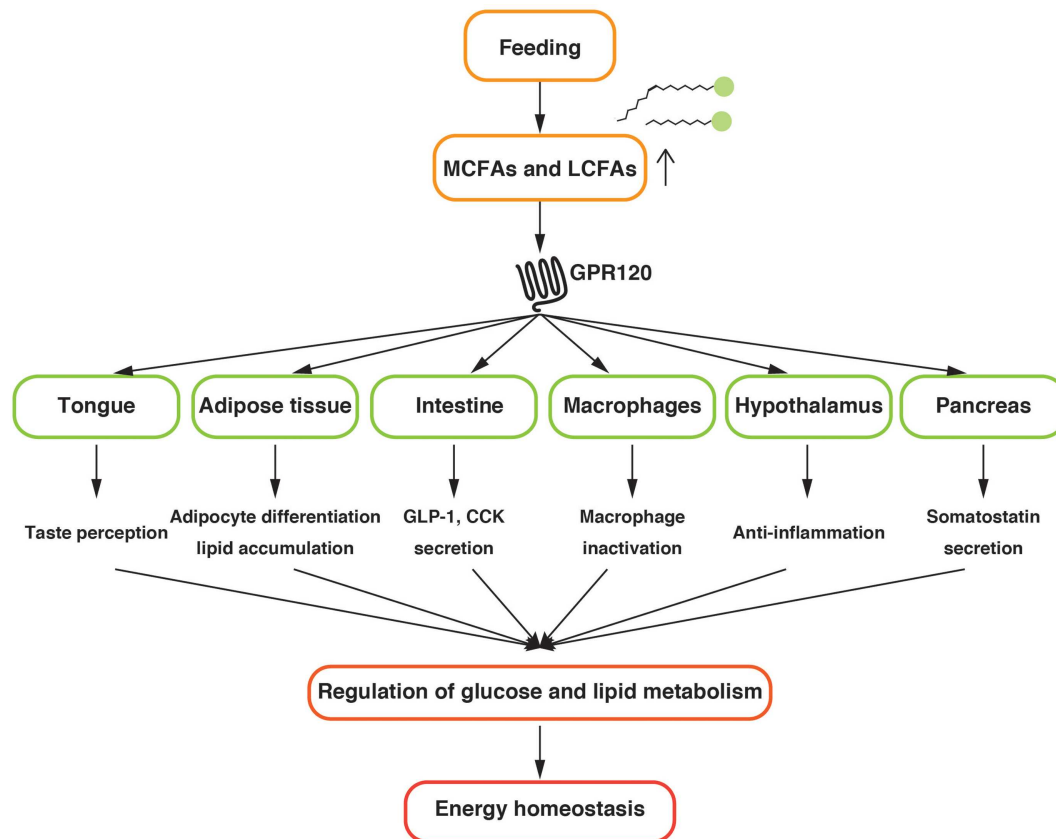 Feeding
MCFAs and LCFAs
GPR120
Tongue
Adipose tissue
Intestine
Macrophages
Hypothalamus
Pancreas
Taste perception
Adipocyte differentiation
lipid accumulation
GLP-1, CCK
secretion
Macrophage
inactivation
Anti-inflammation
Somatostatin
secretion
Regulation of glucose and lipid metabolism
Energy homeostasis